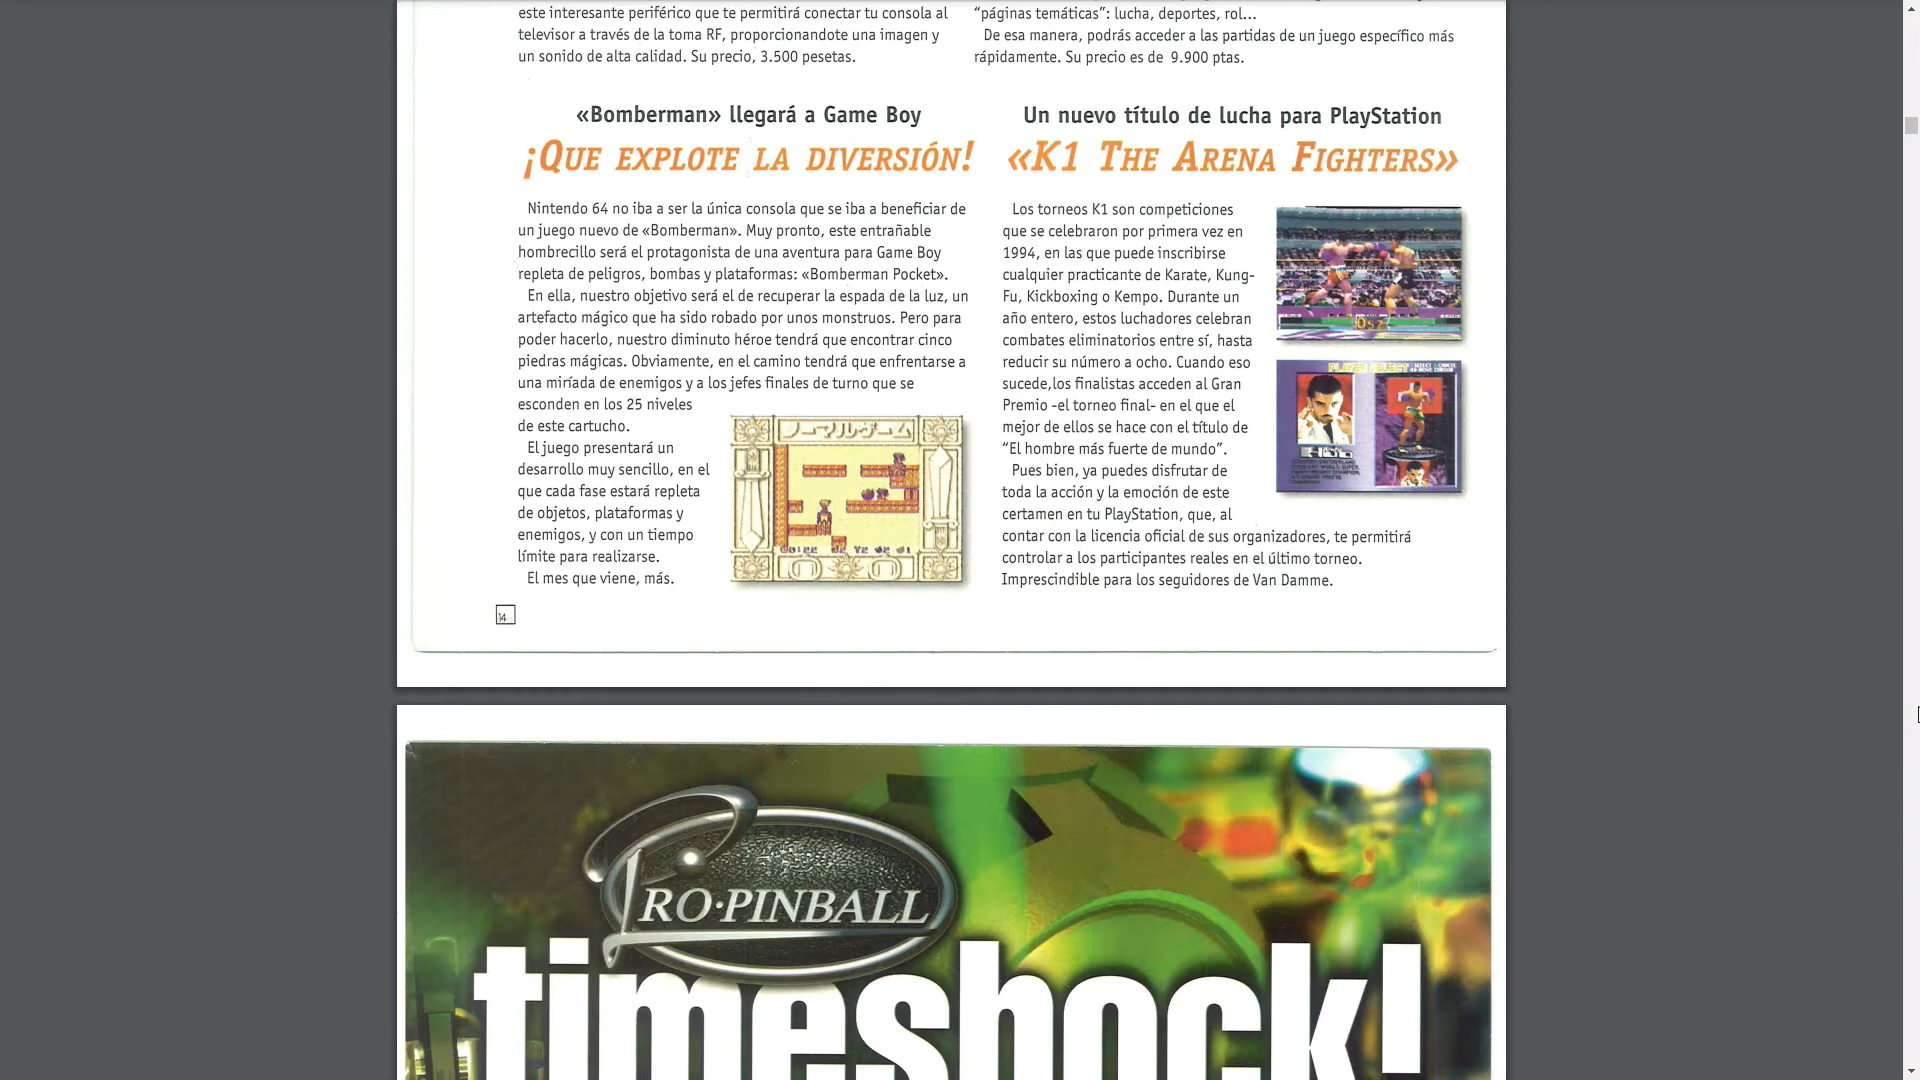 este interesante periférico que te permitirá conectar tu consola al
televisor a través de la toma RF, proporcionandote una imagen y
un sonido de alta calidad. Su precio, 3.500 pesetas.
“páginas temáticas”: lucha, deportes, rol...
De esa manera, podrás acceder a las partidas de un juego específico más
rápidamente. Su precio es de 9.900 ptas.
«Bomberman» llegará a Game Boy
¡QUE EXPLOTE LA DIVERSIÓN!
Nintendo 64 no iba a ser la única consola que se iba a beneficiar de
un juego nuevo de «Bomberman». Muy pronto, este entrañable
hombrecillo será el protagonista de una aventura para Game Boy
repleta de peligros, bombas y plataformas: «Bomberman Pocket».
En ella, nuestro objetivo será el de recuperar la espada de la luz, un
artefacto mágico que ha sido robado por unos monstruos. Pero para
poder hacerlo, nuestro diminuto héroe tendrá que encontrar cinco
piedras mágicas. Obviamente, en el camino tendrá que enfrentarse a
una miríada de enemigos y a los jefes finales de turno que se
esconden en los 25 niveles
de este cartucho.
El juego presentará un
desarrollo muy sencillo, en el
que cada fase estará repleta
de objetos, plataformas y
enemigos, y con un tiempo
límite para realizarse.
El mes que viene, más.
ノーマルゲーム
Un nuevo título de lucha para PlayStation
«K1 THE ARENA FIGHTERS»
Los torneos K1 son competiciones
que se celebraron por primera vez en
1994, en las que puede inscribirse
cualquier practicante de Karate, Kung-
Fu, Kickboxing o Kempo. Durante un
año entero, estos luchadores celebran
combates eliminatorios entre sí, hasta
reducir su número a ocho. Cuando eso
sucede,los finalistas acceden al Gran
Premio -el torneo final- en el que el
mejor de ellos se hace con el título de
“El hombre más fuerte de mundo”.
Pues bien, ya puedes disfrutar de
toda la acción y la emoción de este
certamen en tu PlayStation, que, al
contar con la licencia oficial de sus organizadores, te permitirá
controlar a los participantes reales en el último torneo.
Imprescindible para los seguidores de Van Damme.
PLAYER SELECT
14
PRO·PINBALL
timeshock!